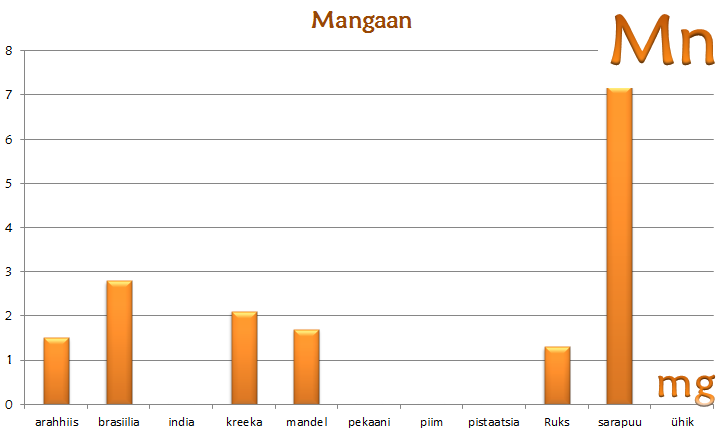 Mangaan
Mn
8
7
6
5
4
3
2
1
0
mg
arahhiis brasiilia india kreeka mandel pekaani piim pistaatsia Ruks sarapuu ühik